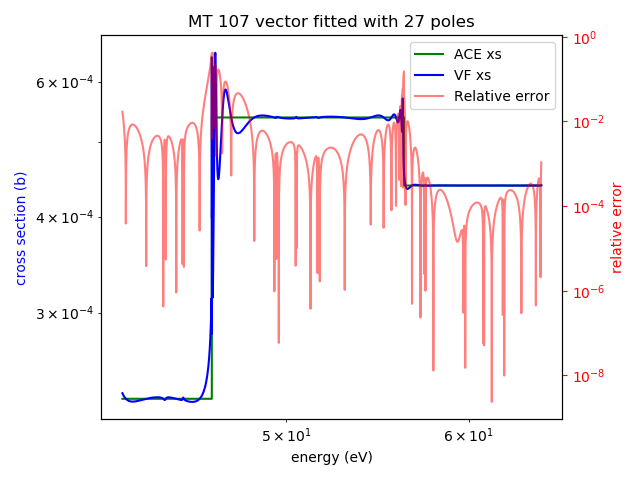 MT 107 vector fitted with 27 poles
ACE xs
VF xs
Relative error
cross section (b)
6 × 10⁻⁴
4 × 10⁻⁴
3 × 10⁻⁴
10⁰
10⁻²
10⁻⁴
10⁻⁶
10⁻⁸
relative error
5 × 10¹
6 × 10¹
energy (eV)